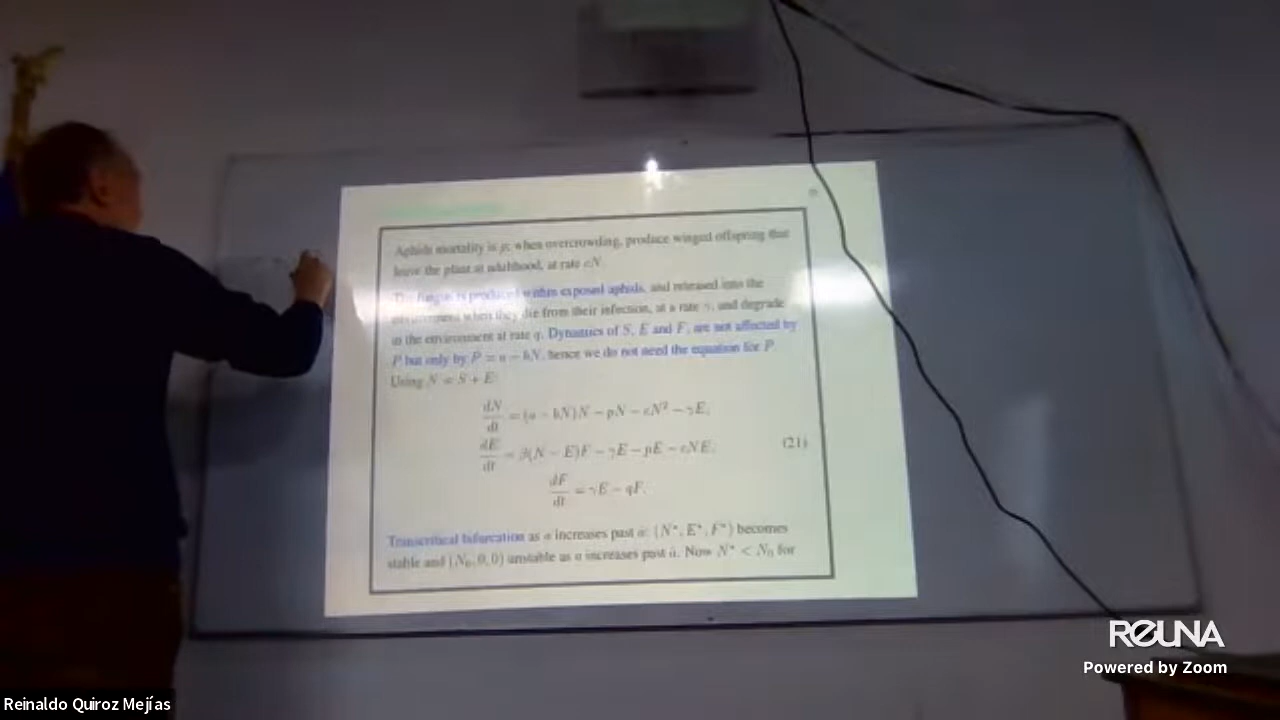 Aphids mortality is p; when overcrowding, produce winged offspring that
leave the plant at adulthood, at rate cN.
The fungus is produced within exposed aphids, and released into the
environment when they die from their infection, at a rate γ, and degrade
in the environment at rate q. Dynamics of S, E and F, are not affected by
P but only by P = a − bN, hence we do not need the equation for P
Using N = S + E:
dN/dt = (a − bN)N − pN − cN² − γE,
dE/dt = β(N − E)F − γE − pE − cNE, (21)
dF/dt = γE − qF.
Transcritical bifurcation as a increases past â: (N*, E*, F*) becomes
stable and (N₀, 0, 0) unstable as a increases past â. Now N* < N₀ for
REUNA
Powered by Zoom
Reinaldo Quiroz Mejías